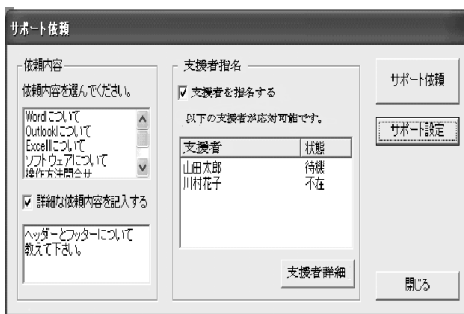 サポート依頼
依頼内容
依頼内容を選んでください。
Wordについて
Outlookについて
Excelについて
ソフトウェアについて
操作方法問合せ
詳細な依頼内容を記入する
ヘッダーとフッターについて
教えて下さい。
支援者指名
支援者を指名する
以下の支援者が応対可能です。
支援者 状態
山田太郎 待機
川村花子 不在
支援者詳細
サポート依頼
サポート設定
閉じる